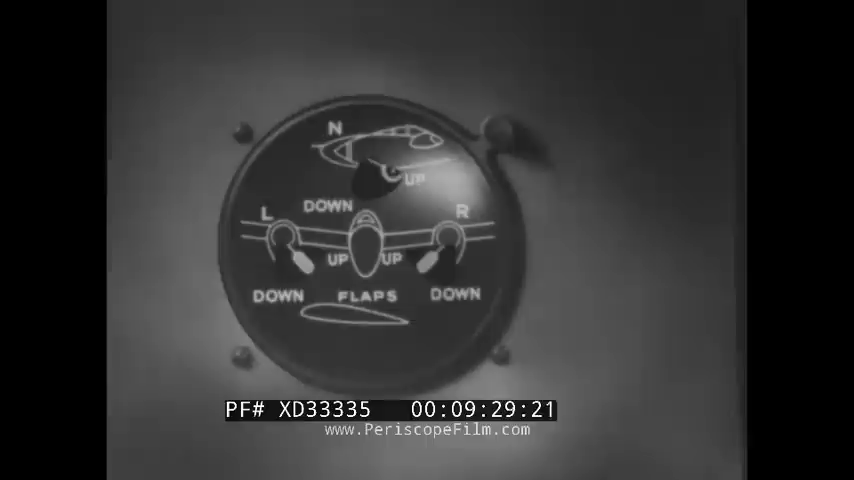 N
UP
DOWN
L R
UP UP
DOWN FLAPS DOWN
PF# XD33335 00:09:29:21
www.PeriscopeFilm.com